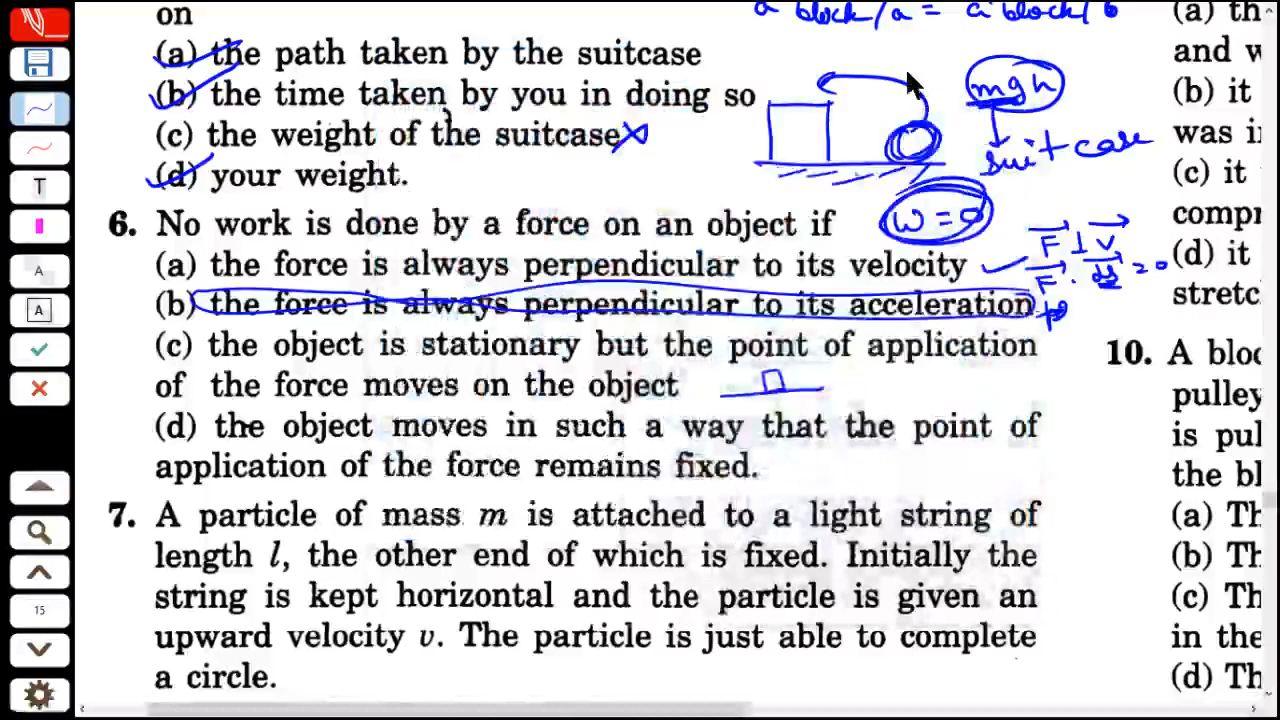 on
a block/a = a block/b
(a) the path taken by the suitcase
(b) the time taken by you in doing so
(c) the weight of the suitcase
(d) your weight.
mgh
suitcase
6. No work is done by a force on an object if
W = 0
(a) the force is always perpendicular to its velocity
F ⊥ V
F . ds = 0
(b) the force is always perpendicular to its acceleration
(c) the object is stationary but the point of application
of the force moves on the object
(d) the object moves in such a way that the point of
application of the force remains fixed.
7. A particle of mass m is attached to a light string of
length l, the other end of which is fixed. Initially the
string is kept horizontal and the particle is given an
upward velocity v. The particle is just able to complete
a circle.
(a) th
and w
(b) it
was in
(c) it
compr
(d) it
stretc
10. A bloc
pulley
is pul
the bl
(a) Th
(b) Th
(c) Th
in the
(d) Th
T
A
A
15